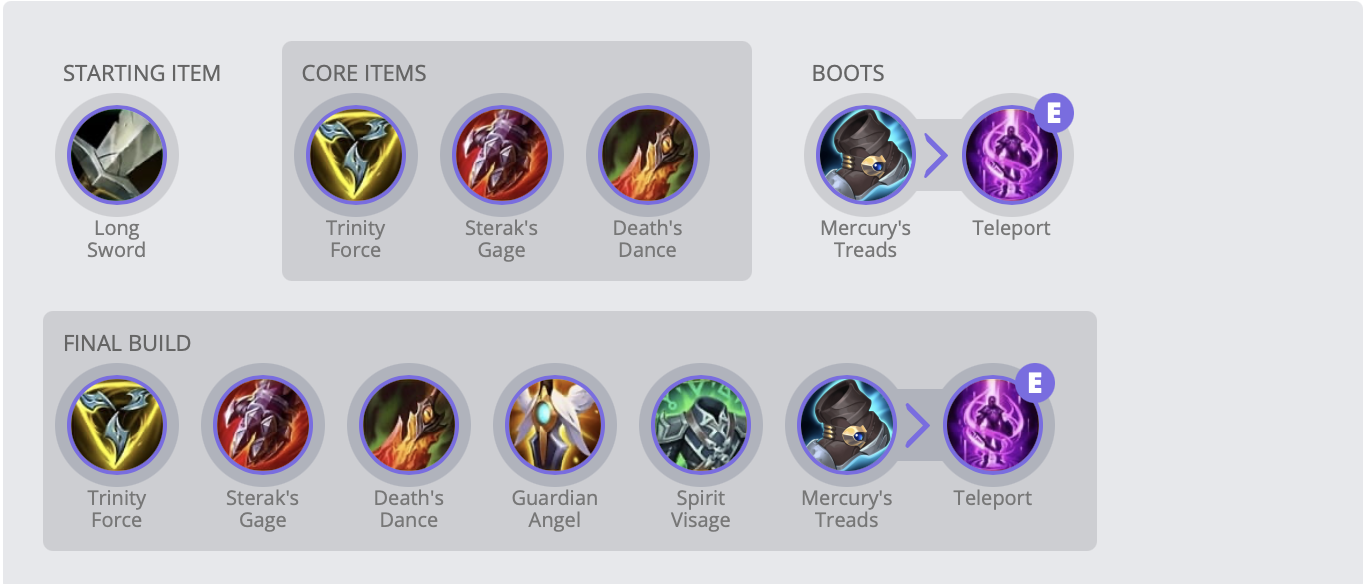 STARTING ITEM
Long
Sword
CORE ITEMS
Trinity
Force
Sterak's
Gage
Death's
Dance
BOOTS
Mercury's
Treads
E
Teleport
FINAL BUILD
Trinity
Force
Sterak's
Gage
Death's
Dance
Guardian
Angel
Spirit
Visage
Mercury's
Treads
E
Teleport